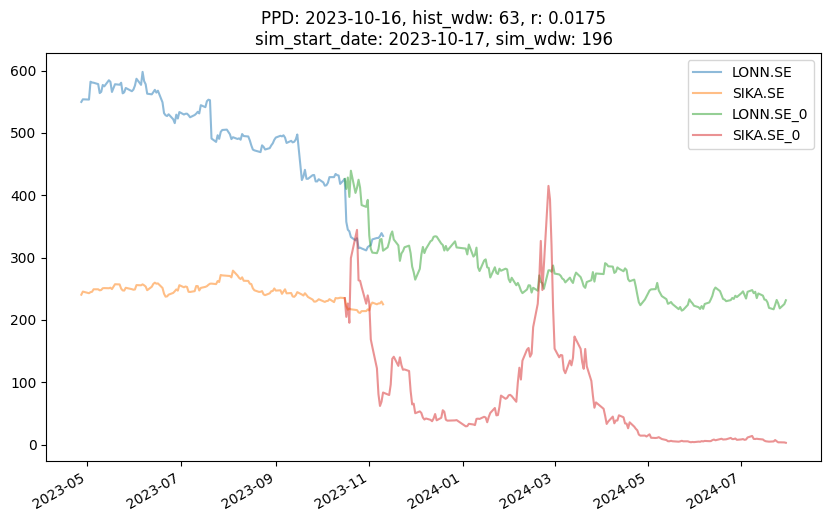 PPD: 2023-10-16, hist_wdw: 63, r: 0.0175
sim_start_date: 2023-10-17, sim_wdw: 196
LONN.SE
SIKA.SE
LONN.SE_0
SIKA.SE_0
600
500
400
300
200
100
0
2023-05
2023-07
2023-09
2023-11
2024-01
2024-03
2024-05
2024-07